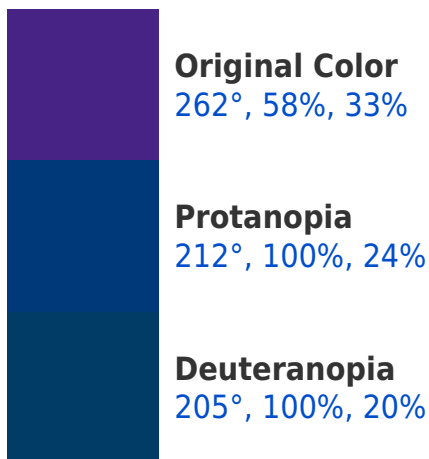 Original Color
262°, 58%, 33%
Protanopia
212°, 100%, 24%
Deuteranopia
205°, 100%, 20%